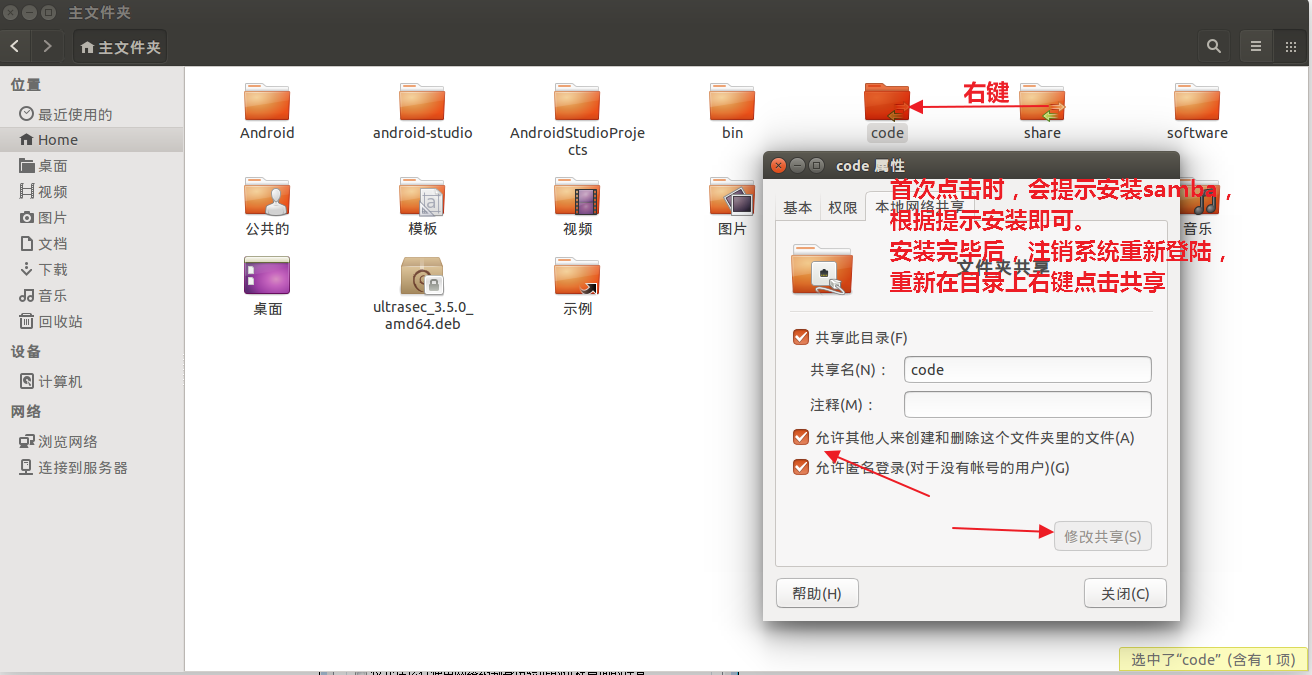 主文件夹
主文件夹
位置
最近使用的
Home
桌面
视频
图片
文档
下载
音乐
回收站
设备
计算机
网络
浏览网络
连接到服务器
Android
android-studio
AndroidStudioProje
cts
bin
code
右键
share
software
公共的
模板
视频
图片
音乐
桌面
ultrasec_3.5.0_
amd64.deb
示例
code 属性
基本
权限
本地网络共享
首次点击时，会提示安装samba，
根据提示安装即可。
安装完毕后，注销系统重新登陆，
重新在目录上右键点击共享
文件夹共享
共享此目录(F)
共享名(N)：
code
注释(M)：
允许其他人来创建和删除这个文件夹里的文件(A)
允许匿名登录(对于没有帐号的用户)(G)
修改共享(S)
帮助(H)
关闭(C)
选中了“code” (含有 1 项)